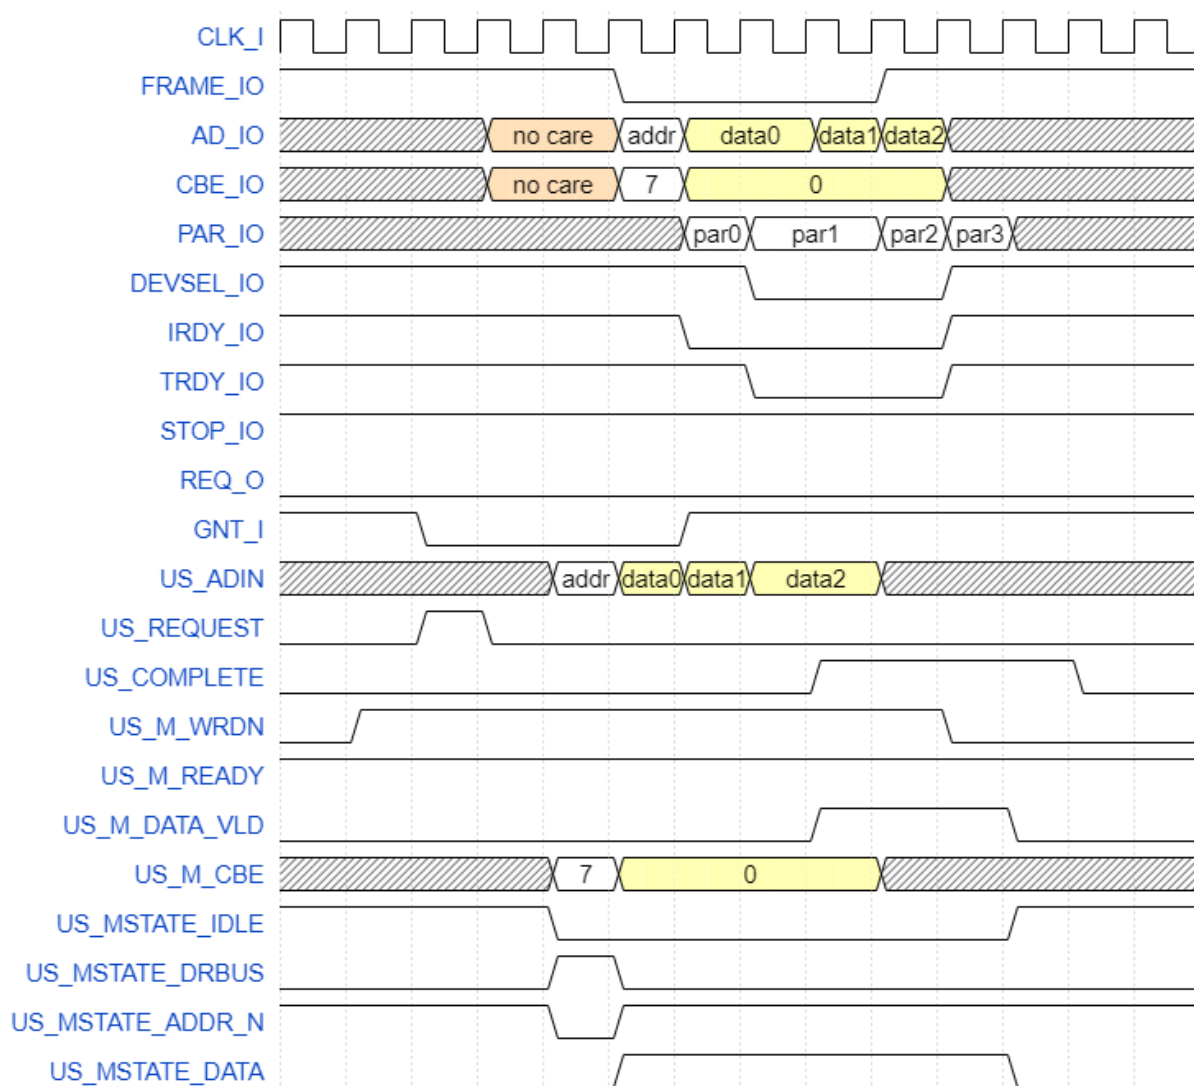 CLK_I
FRAME_IO
AD_IO no care addr data0 data1 data2
CBE_IO no care 7 0
PAR_IO par0 par1 par2 par3
DEVSEL_IO
IRDY_IO
TRDY_IO
STOP_IO
REQ_O
GNT_I
US_ADIN addr data0 data1 data2
US_REQUEST
US_COMPLETE
US_M_WRDN
US_M_READY
US_M_DATA_VLD
US_M_CBE 7 0
US_MSTATE_IDLE
US_MSTATE_DRBUS
US_MSTATE_ADDR_N
US_MSTATE_DATA